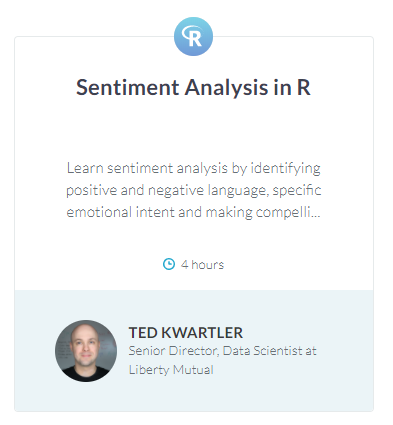 R
Sentiment Analysis in R
Learn sentiment analysis by identifying
positive and negative language, specific
emotional intent and making compelli...
4 hours
TED KWARTLER
Senior Director, Data Scientist at
Liberty Mutual